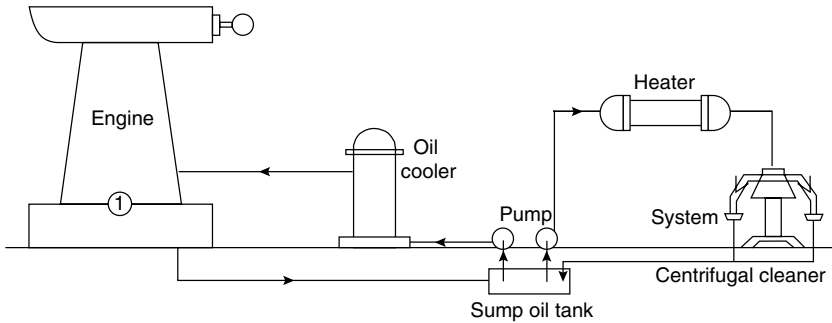 Heater
Engine
Oil
cooler
1
Pump
System
Centrifugal cleaner
Sump oil tank